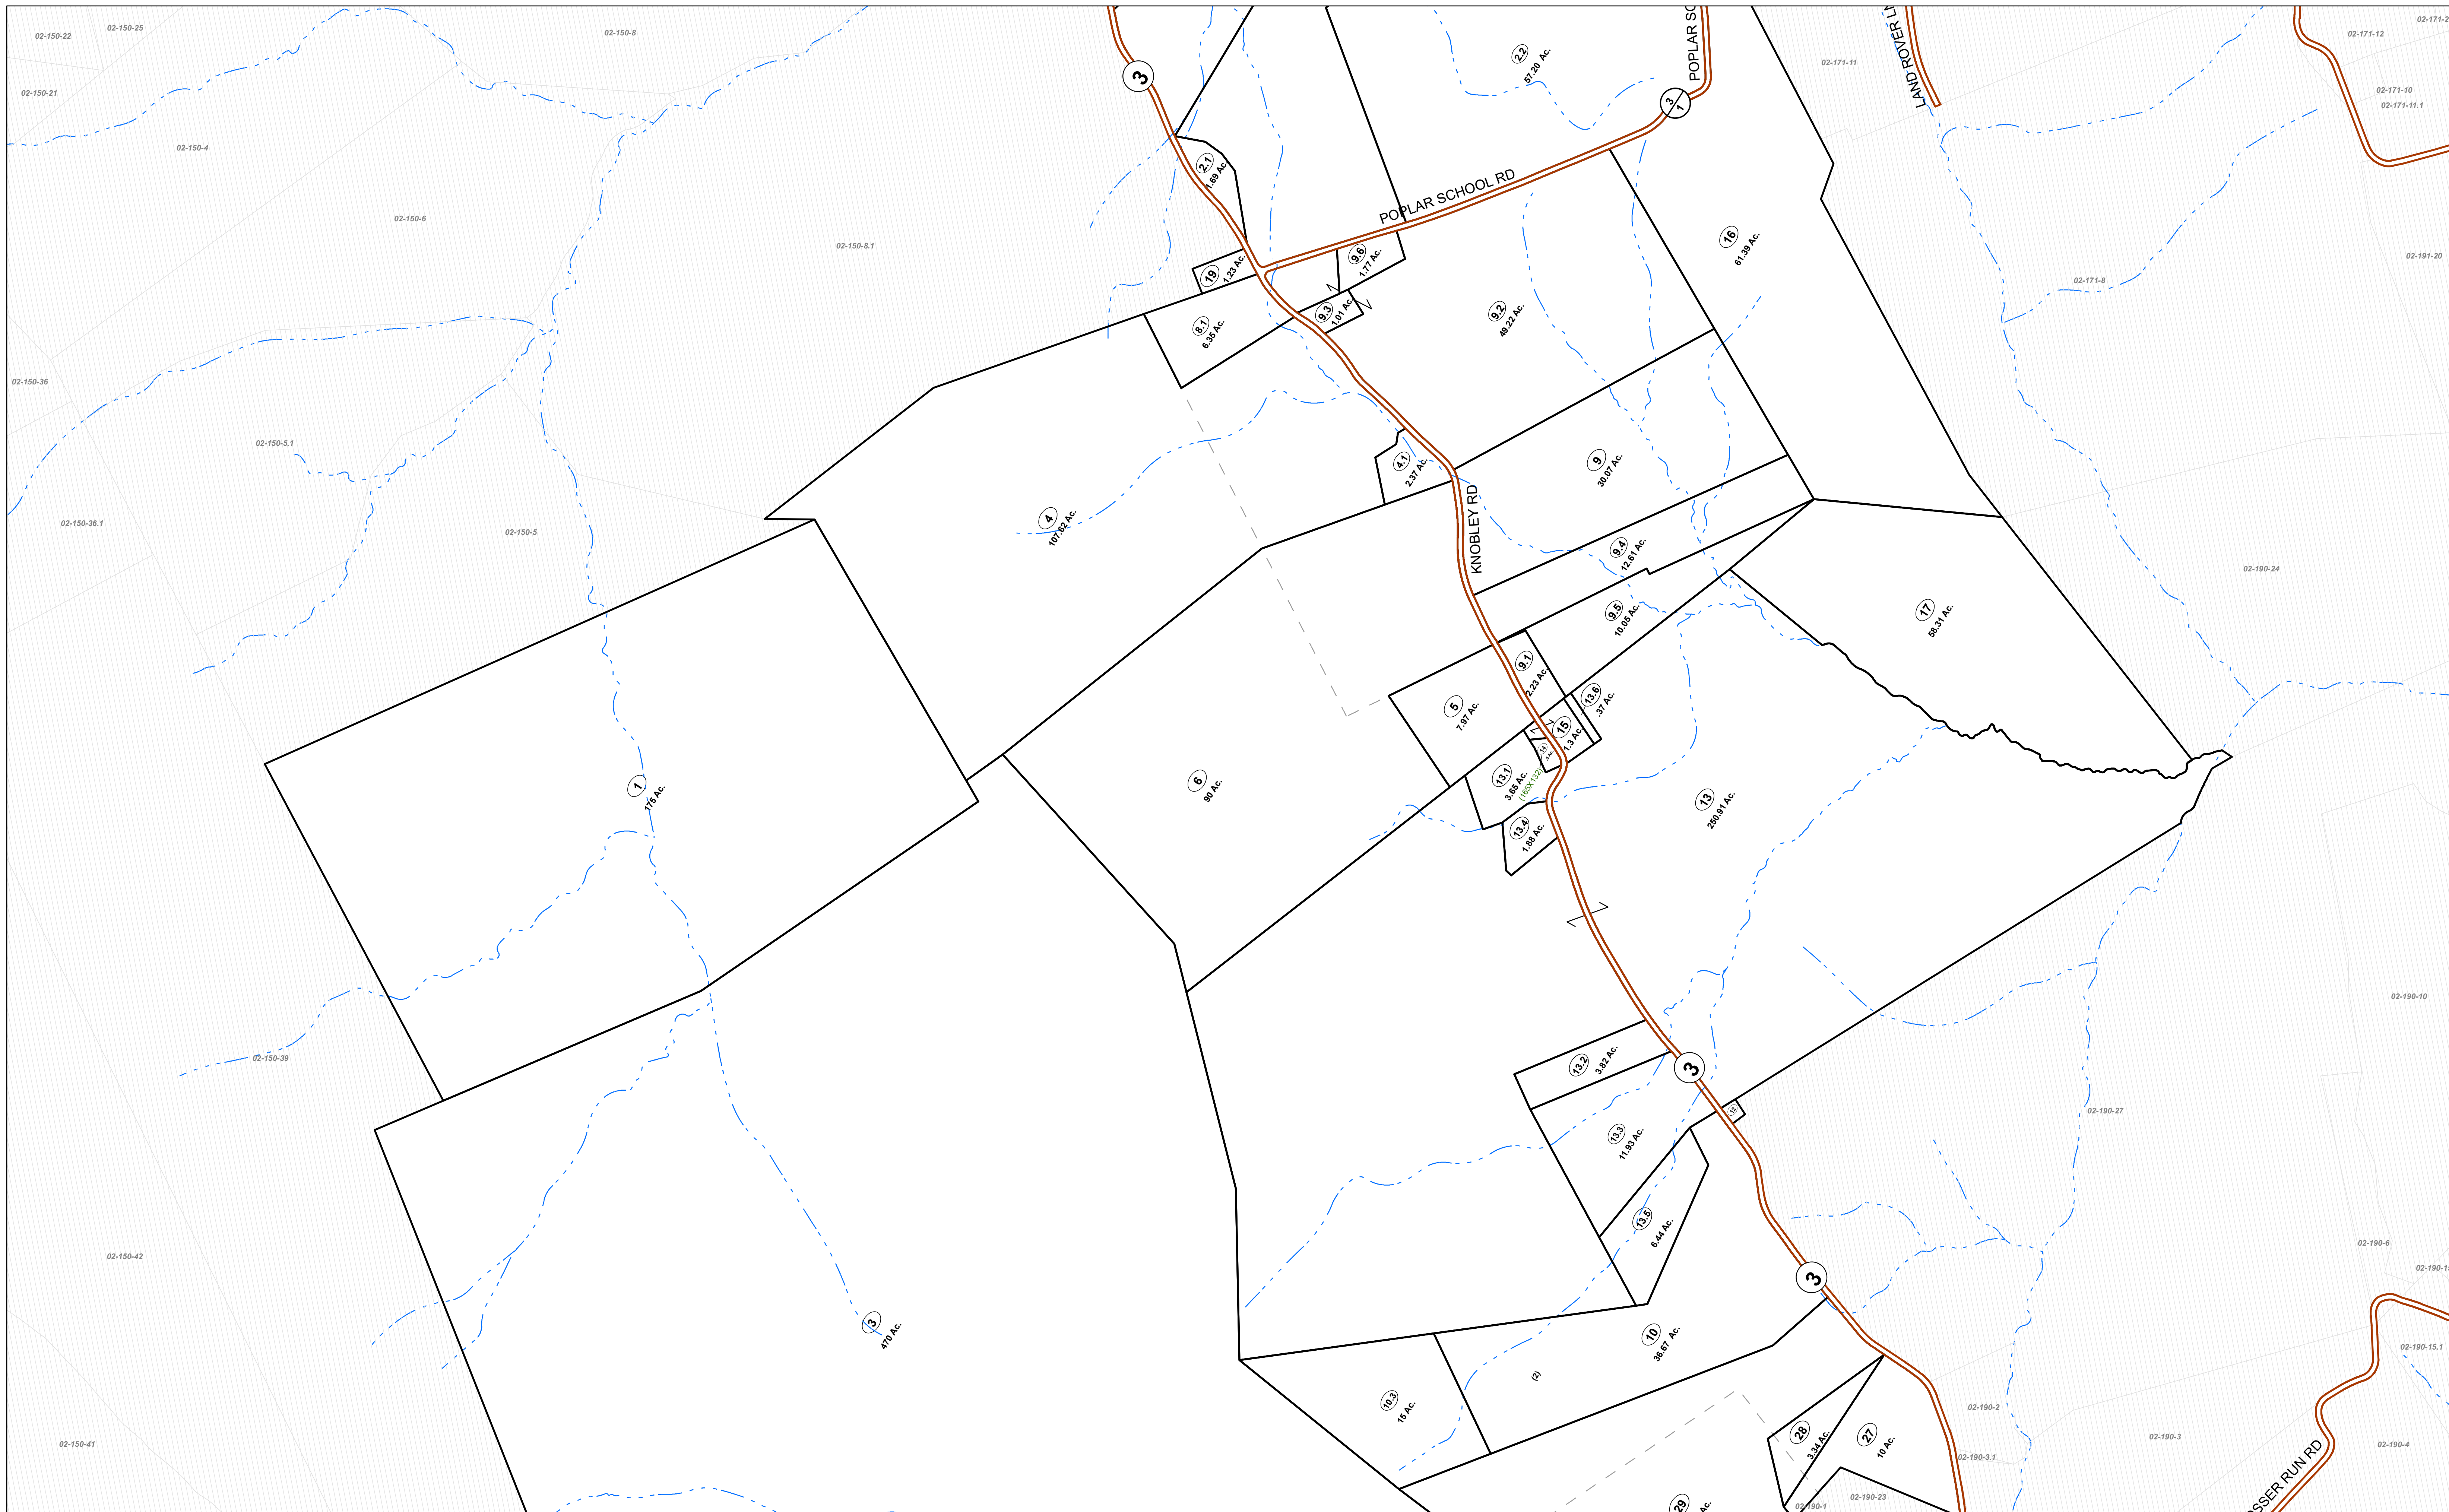 02-150-22
02-150-25
02-150-8
02-150-21
02-150-4
02-150-6
02-150-8.1
02-150-36
02-150-5.1
02-150-36.1
02-150-5
02-150-39
02-150-42
02-150-41
3
2.2
57.20 Ac.
3
1
LAND ROVER LN
02-171-11
02-171-12
02-171-10
02-171-11.1
02-171-8
02-191-20
2.1
1.69 Ac.
POPLAR SCHOOL RD
16
61.39 Ac.
19
1.23 Ac.
9.6
1.77 Ac.
8.1
6.35 Ac.
9.3
1.01 Ac.
9.2
49.22 Ac.
4.1
2.37 Ac.
9
30.07 Ac.
KNOBLEY RD
4
107.62 Ac.
9.4
12.61 Ac.
02-190-24
9.5
10.05 Ac.
17
58.31 Ac.
9.1
2.23 Ac.
5
7.97 Ac.
13.6
.37 Ac.
15
1.3 Ac.
13.1
3.65 Ac.
(165X132)
6
90 Ac.
1
175 Ac.
13
250.91 Ac.
13.4
1.88 Ac.
02-190-10
13.2
3.82 Ac.
3
12
02-190-27
13.3
11.93 Ac.
13.5
6.44 Ac.
02-190-6
3
3
470 Ac.
10
36.67 Ac.
(2)
10.3
15 Ac.
02-190-15.1
02-190-2
28
3.34 Ac.
27
10 Ac.
02-190-3
02-190-4
02-190-3.1
02-190-23
02-190-1
29
Ac.
OSSER RUN RD